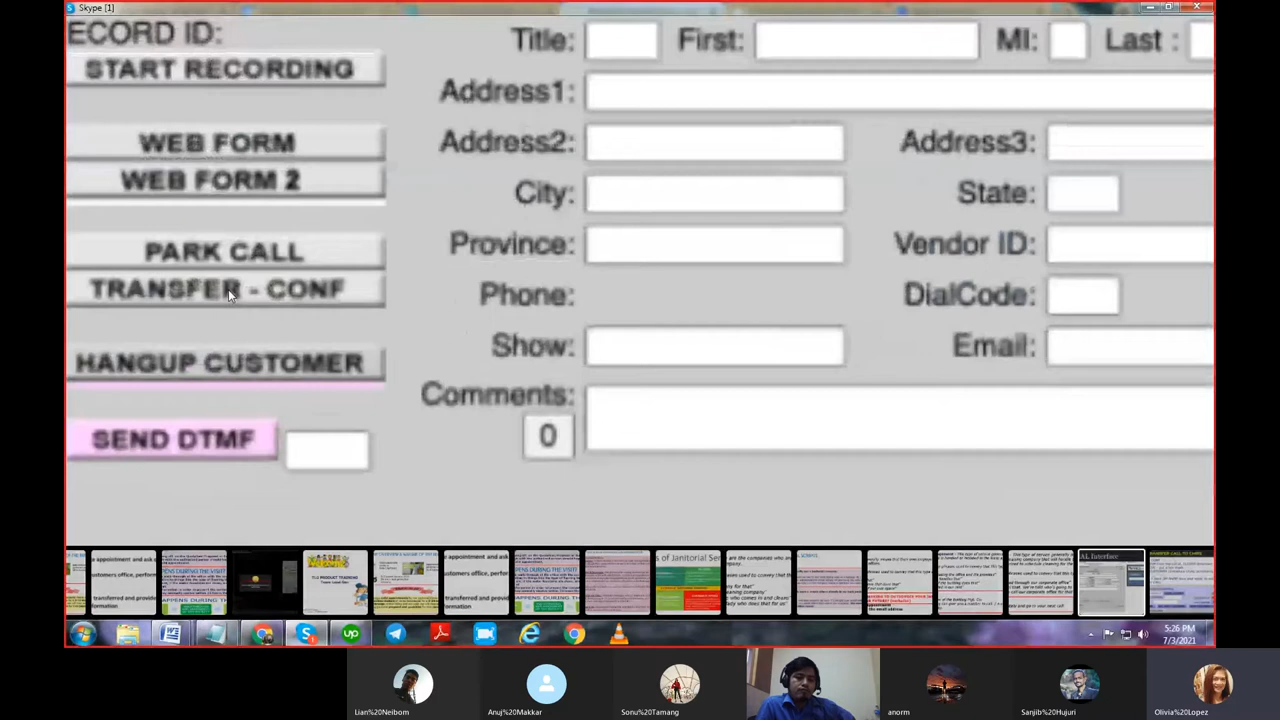 Skype [1]
ECORD ID:
Title:
First:
MI:
Last :
START RECORDING
Address1:
WEB FORM
Address2:
Address3:
WEB FORM 2
City:
State:
PARK CALL
Province:
Vendor ID:
TRANSFER - CONF
Phone:
DialCode:
Show:
Email:
HANGUP CUSTOMER
Comments:
0
SEND DTMF
5:26 PM
7/3/2021
Lian%20Neibom
Anuj%20Makkar
Sonu%20Tamang
anorm
Sanjib%20Hujuri
Olivia%20Lopez